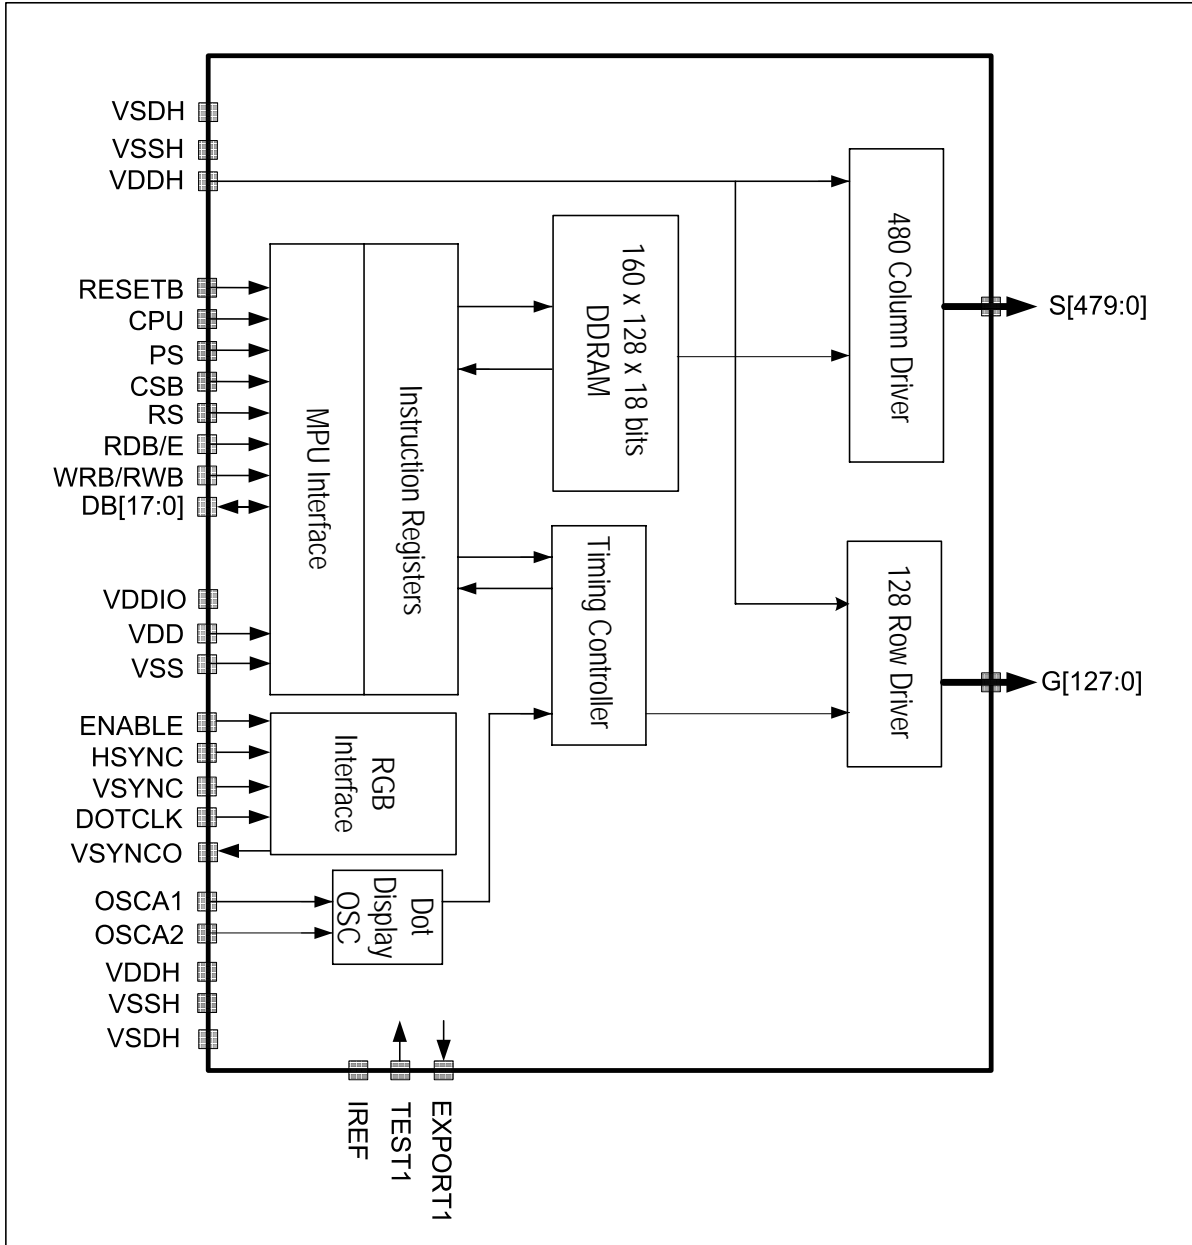 VSDH
VSSH
VDDH
RESETB
CPU
PS
CSB
RS
RDB/E
WRB/RWB
DB[17:0]
VDDIO
VDD
VSS
ENABLE
HSYNC
VSYNC
DOTCLK
VSYNCO
OSCA1
OSCA2
VDDH
VSSH
VSDH
MPU Interface
Instruction Registers
160 x 128 x 18 bits
DDRAM
480 Column Driver
S[479:0]
Timing Controller
128 Row Driver
G[127:0]
RGB
Interface
Dot
Display
OSC
IREF
TEST1
EXPORT1